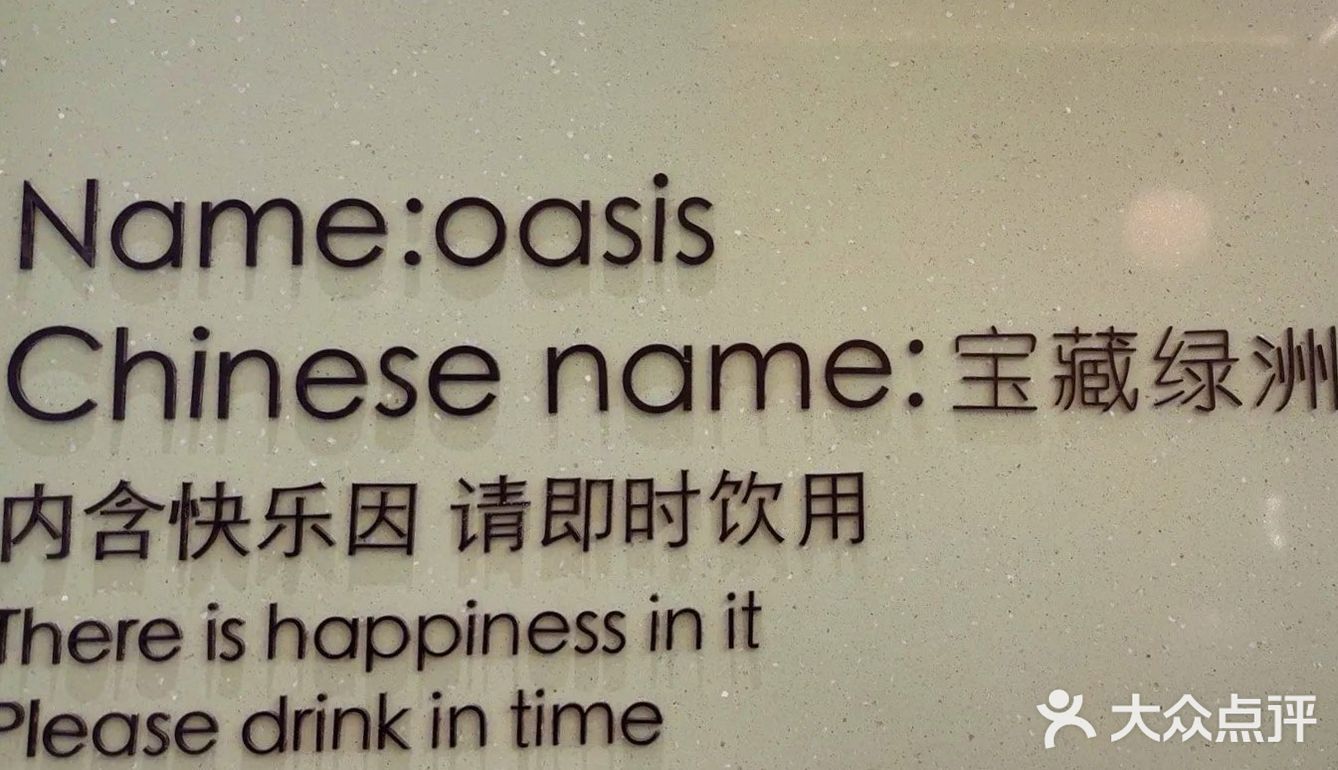 Name:oasis
Chinese name:宝藏绿洲
内含快乐因 请即时饮用
There is happiness in it
Please drink in time
大众点评